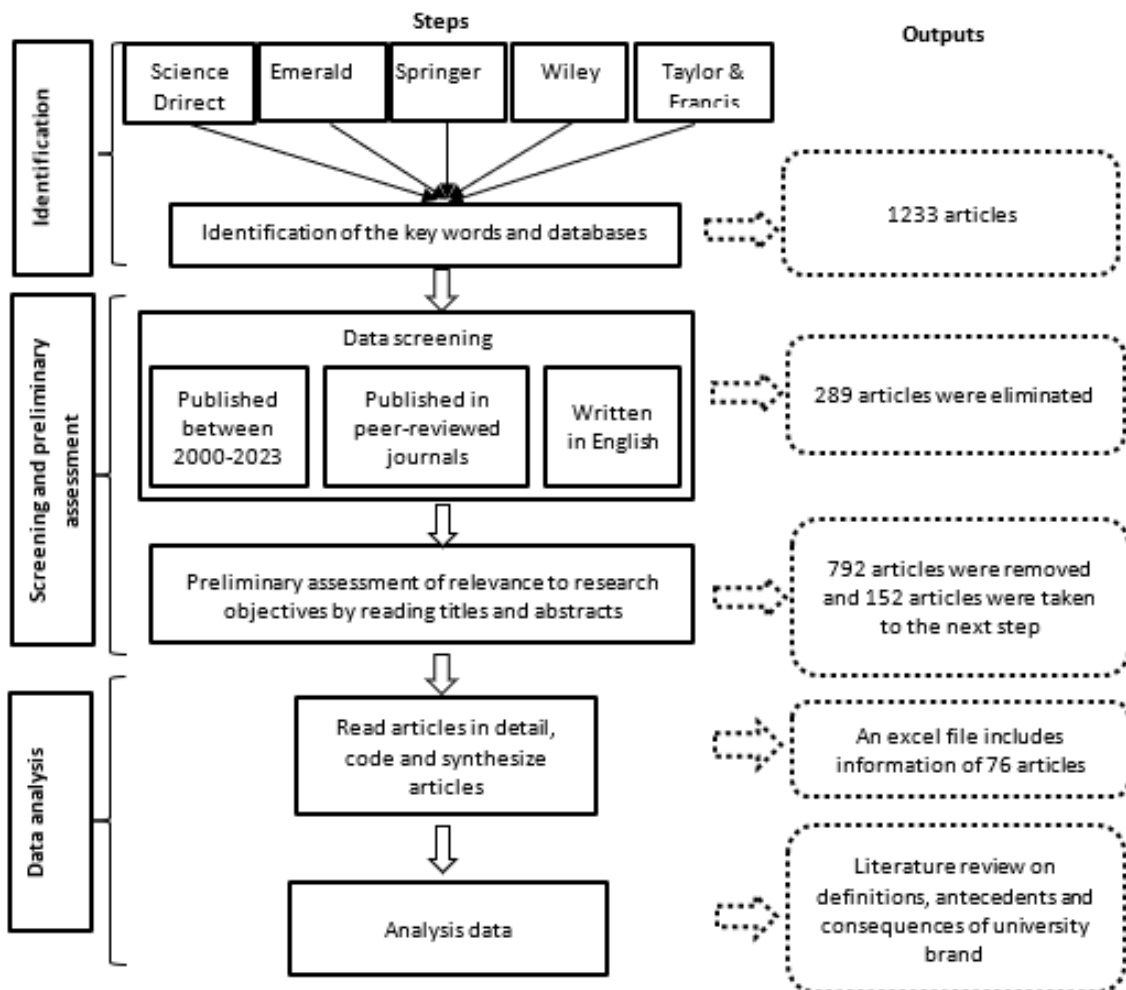 Steps
Outputs
Identification
Science
Drirect
Emerald
Springer
Wiley
Taylor &
Francis
Identification of the key words and databases
1233 articles
Screening and preliminary
assessment
Data screening
Published
between
2000-2023
Published in
peer-reviewed
journals
Written
in English
289 articles were eliminated
Preliminary assessment of relevance to research
objectives by reading titles and abstracts
792 articles were removed
and 152 articles were taken
to the next step
Data analysis
Read articles in detail,
code and synthesize
articles
An excel file includes
information of 76 articles
Analysis data
Literature review on
definitions, antecedents and
consequences of university
brand